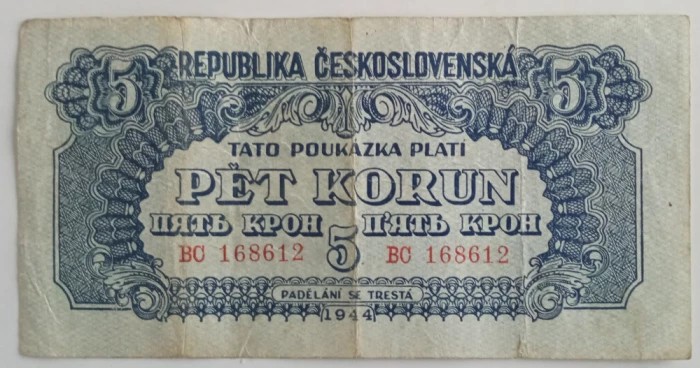 5 REPUBLIKA ČESKOSLOVENSKÁ 5
TATO POUKÁZKA PLATÍ
PĚT KORUN
ПЯТЬ КРОН П'ЯТЬ КРОН
BC 168612 5 BC 168612
PADĚLÁNÍ SE TRESTÁ
1944